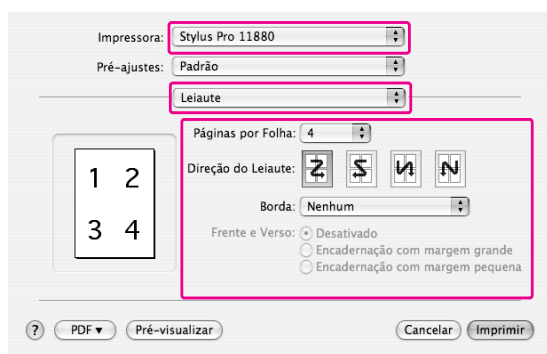 Impressora: Stylus Pro 11880
Pré-ajustes: Padrão
Leiaute
Páginas por Folha: 4
Direção do Leiaute:
Borda: Nenhum
Frente e Verso: Desativado
Encadernação com margem grande
Encadernação com margem pequena
1 2
3 4
? PDF▼ Pré-visualizar Cancelar Imprimir